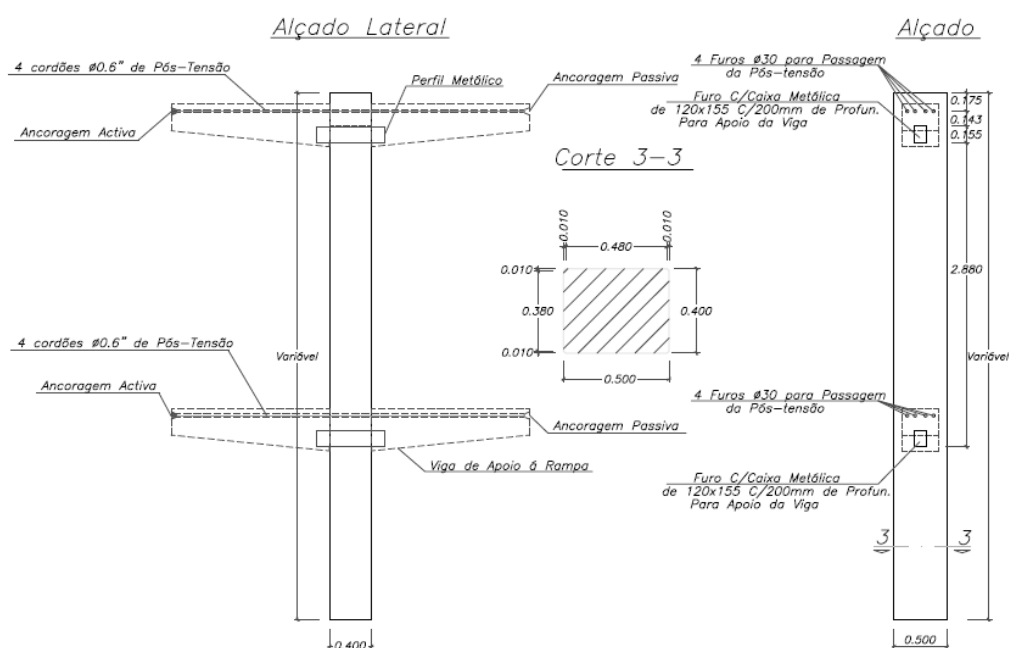 Alçado Lateral
4 cordões ø0.6" de Pós-Tensão
Perfil Metálico
Ancoragem Passiva
Ancoragem Activa
Variável
4 cordões ø0.6" de Pós-Tensão
Ancoragem Activa
Ancoragem Passiva
Viga de Apoio á Rampa
0.400
Corte 3-3
0.010
0.010
0.480
0.010
0.380
0.400
0.010
0.500
Alçado
4 Furos ø30 para Passagem
da Pós-tensão
Furo C/Caixa Metálica
de 120x155 C/200mm de Profun.
Para Apoio da Viga
0.175
0.143
0.155
2.880
Variável
4 Furos ø30 para Passagem
da Pós-tensão
Furo C/Caixa Metálica
de 120x155 C/200mm de Profun.
Para Apoio da Viga
3
3
0.500